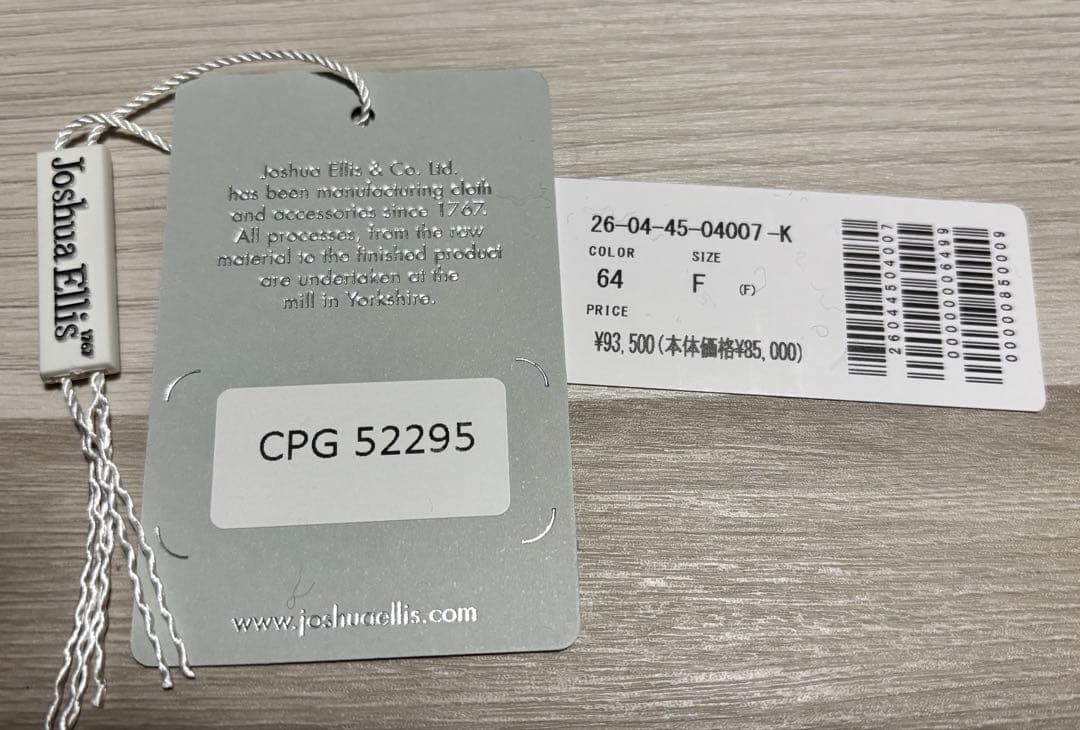 Joshua Ellis 1767
Joshua Ellis & Co. Ltd.
has been manufacturing cloth
and accessories since 1767.
All processes, from the raw
material to the finished product
are undertaken at the
mill in Yorkshire.
CPG 52295
www.joshuaellis.com
26-04-45-04007-K
COLOR SIZE
64 F (F)
PRICE
¥93,500(本体価格¥85,000)
2604450400７
0000006499
0000850009